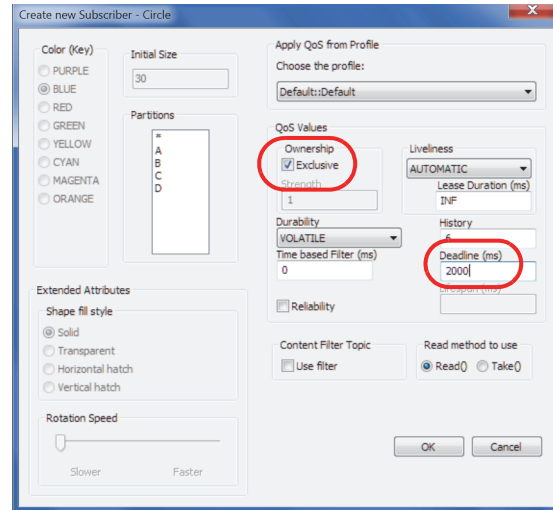 Create new Subscriber - Circle
Color (Key)
PURPLE
BLUE
RED
GREEN
YELLOW
CYAN
MAGENTA
ORANGE
Initial Size
30
Partitions
*
A
B
C
D
Extended Attributes
Shape fill style
Solid
Transparent
Horizontal hatch
Vertical hatch
Rotation Speed
Slower Faster
Apply QoS from Profile
Choose the profile:
Default::Default
QoS Values
Ownership
Exclusive
Strength
1
Liveliness
AUTOMATIC
Lease Duration (ms)
INF
Durability
VOLATILE
Time based Filter (ms)
0
Reliability
History
6
Deadline (ms)
2000
Lifespan (ms)
Content Filter Topic
Use filter
Read method to use
Read() Take()
OK Cancel